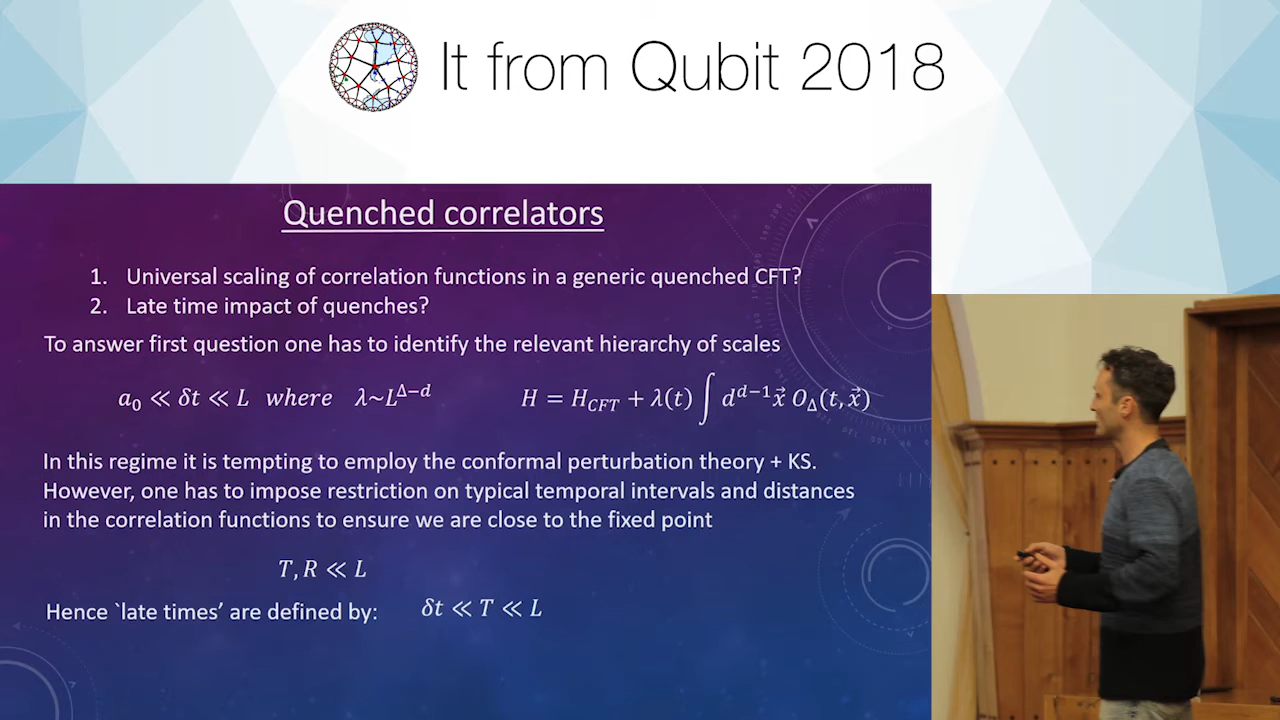 It from Qubit 2018
Quenched correlators
1. Universal scaling of correlation functions in a generic quenched CFT?
2. Late time impact of quenches?
To answer first question one has to identify the relevant hierarchy of scales
a₀ ≪ δt ≪ L where λ~L^{Δ−d} H = H_{CFT} + λ(t) ∫ d^{d−1}x⃗ O_Δ(t, x⃗)
In this regime it is tempting to employ the conformal perturbation theory + KS.
However, one has to impose restriction on typical temporal intervals and distances
in the correlation functions to ensure we are close to the fixed point
T, R ≪ L
Hence `late times’ are defined by: δt ≪ T ≪ L